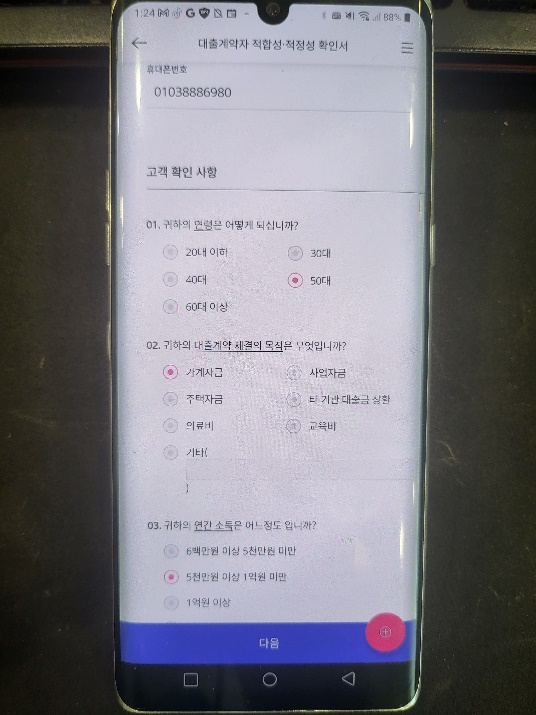 1:24
88%
대출계약자 적합성·적정성 확인서
휴대폰번호
01038886980
고객 확인 사항
01. 귀하의 연령은 어떻게 되십니까?
20대 이하
30대
40대
50대
60대 이상
02. 귀하의 대출계약 체결의 목적은 무엇입니까?
가계자금
사업자금
주택자금
타 기관 대출금 상환
의료비
교육비
기타(
)
03. 귀하의 연간 소득은 어느정도 입니까?
6백만원 이상 5천만원 미만
5천만원 이상 1억원 미만
1억원 이상
다음